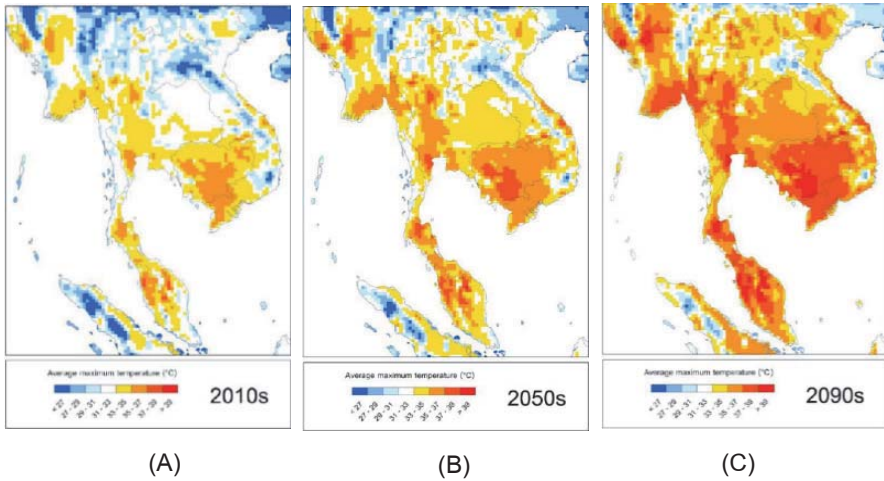 Average maximum temperature (°C)
< 27
27 - 29
29 - 31
31 - 33
33 - 35
35 - 37
37 - 39
> 39
2010s
Average maximum temperature (°C)
< 27
27 - 29
29 - 31
31 - 33
33 - 35
35 - 37
37 - 39
> 39
2050s
Average maximum temperature (°C)
< 27
27 - 29
29 - 31
31 - 33
33 - 35
35 - 37
37 - 39
> 39
2090s
(A)
(B)
(C)